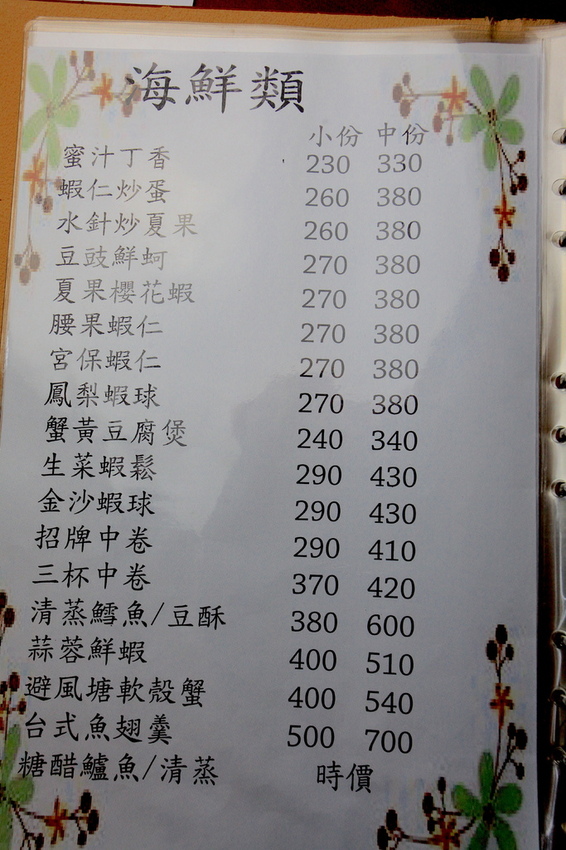 海鮮類
小份 中份
蜜汁丁香 230 330
蝦仁炒蛋 260 380
水針炒夏果 260 380
豆豉鮮蚵 270 380
夏果櫻花蝦 270 380
腰果蝦仁 270 380
宮保蝦仁 270 380
鳳梨蝦球 270 380
蟹黃豆腐煲 240 340
生菜蝦鬆 290 430
金沙蝦球 290 430
招牌中卷 290 410
三杯中卷 370 420
清蒸鱈魚/豆酥 380 600
蒜蓉鮮蝦 400 510
避風塘軟殼蟹 400 540
台式魚翅羹 500 700
糖醋鱸魚/清蒸 時價